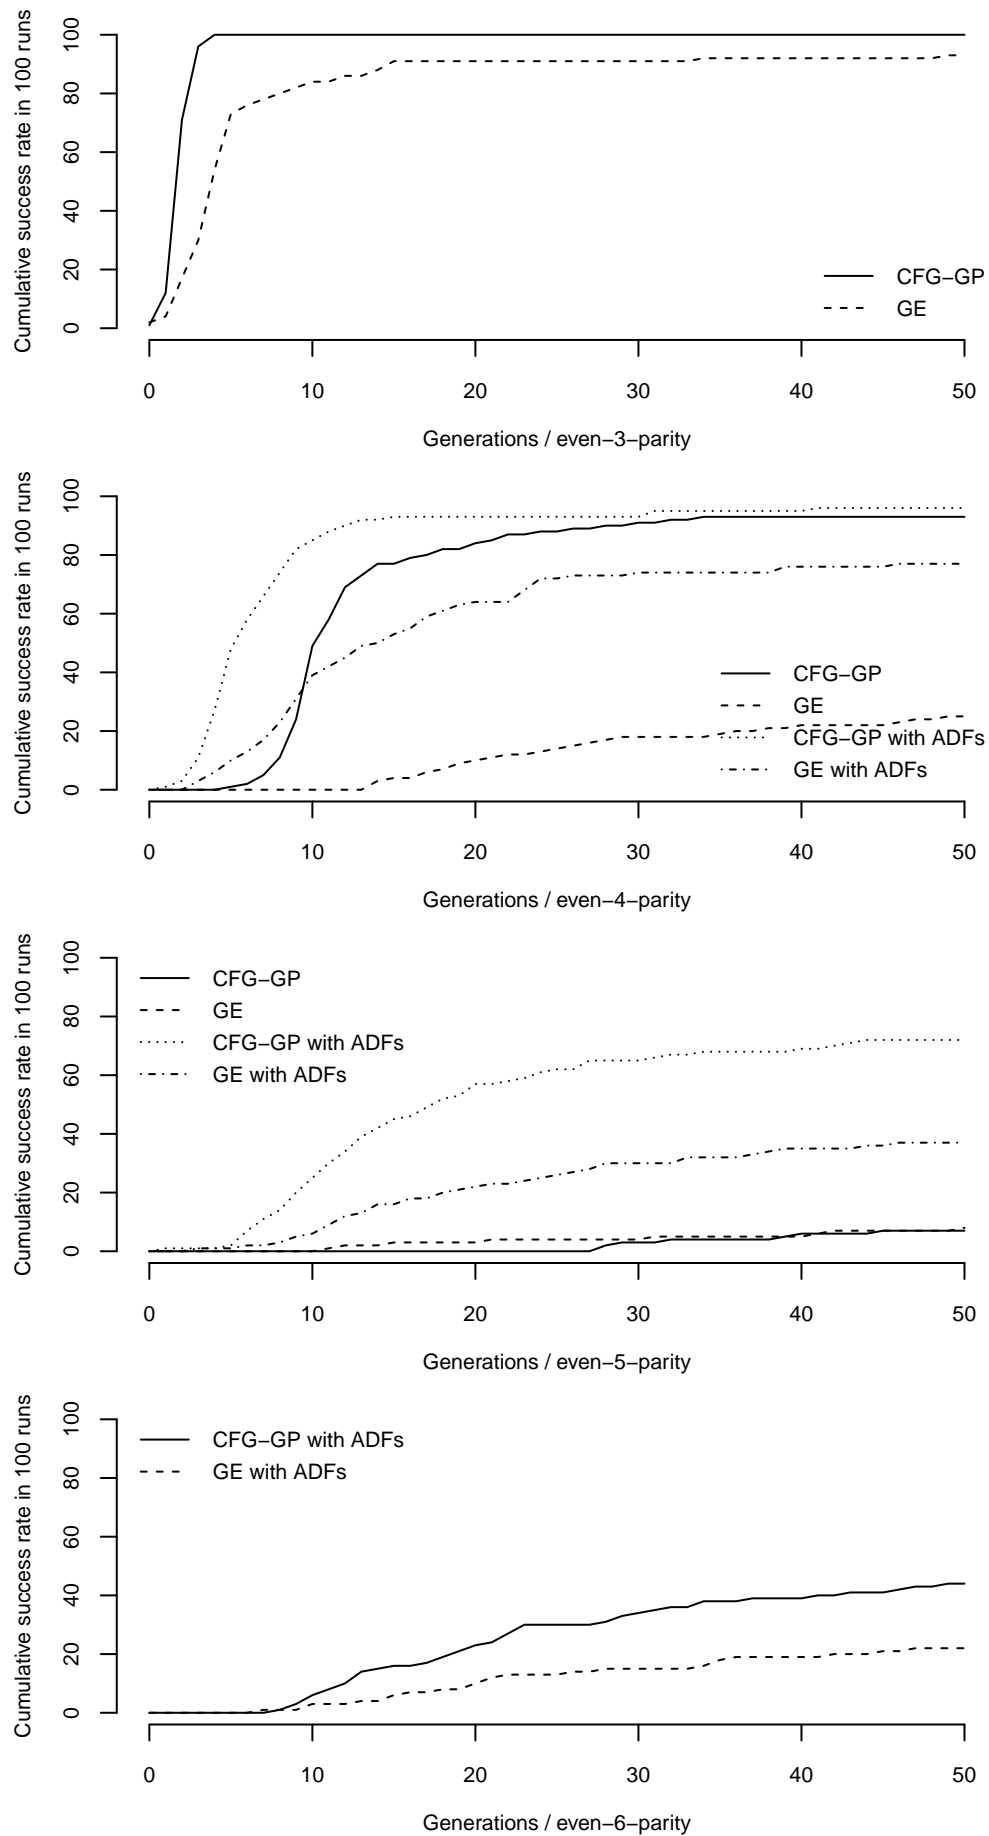 Cumulative success rate in 100 runs
100
80
60
40
20
0
CFG−GP
GE
0 10 20 30 40 50
Generations / even−3−parity
Cumulative success rate in 100 runs
100
80
60
40
20
0
CFG−GP
GE
CFG−GP with ADFs
GE with ADFs
0 10 20 30 40 50
Generations / even−4−parity
Cumulative success rate in 100 runs
100
80
60
40
20
0
CFG−GP
GE
CFG−GP with ADFs
GE with ADFs
0 10 20 30 40 50
Generations / even−5−parity
Cumulative success rate in 100 runs
100
80
60
40
20
0
CFG−GP with ADFs
GE with ADFs
0 10 20 30 40 50
Generations / even−6−parity